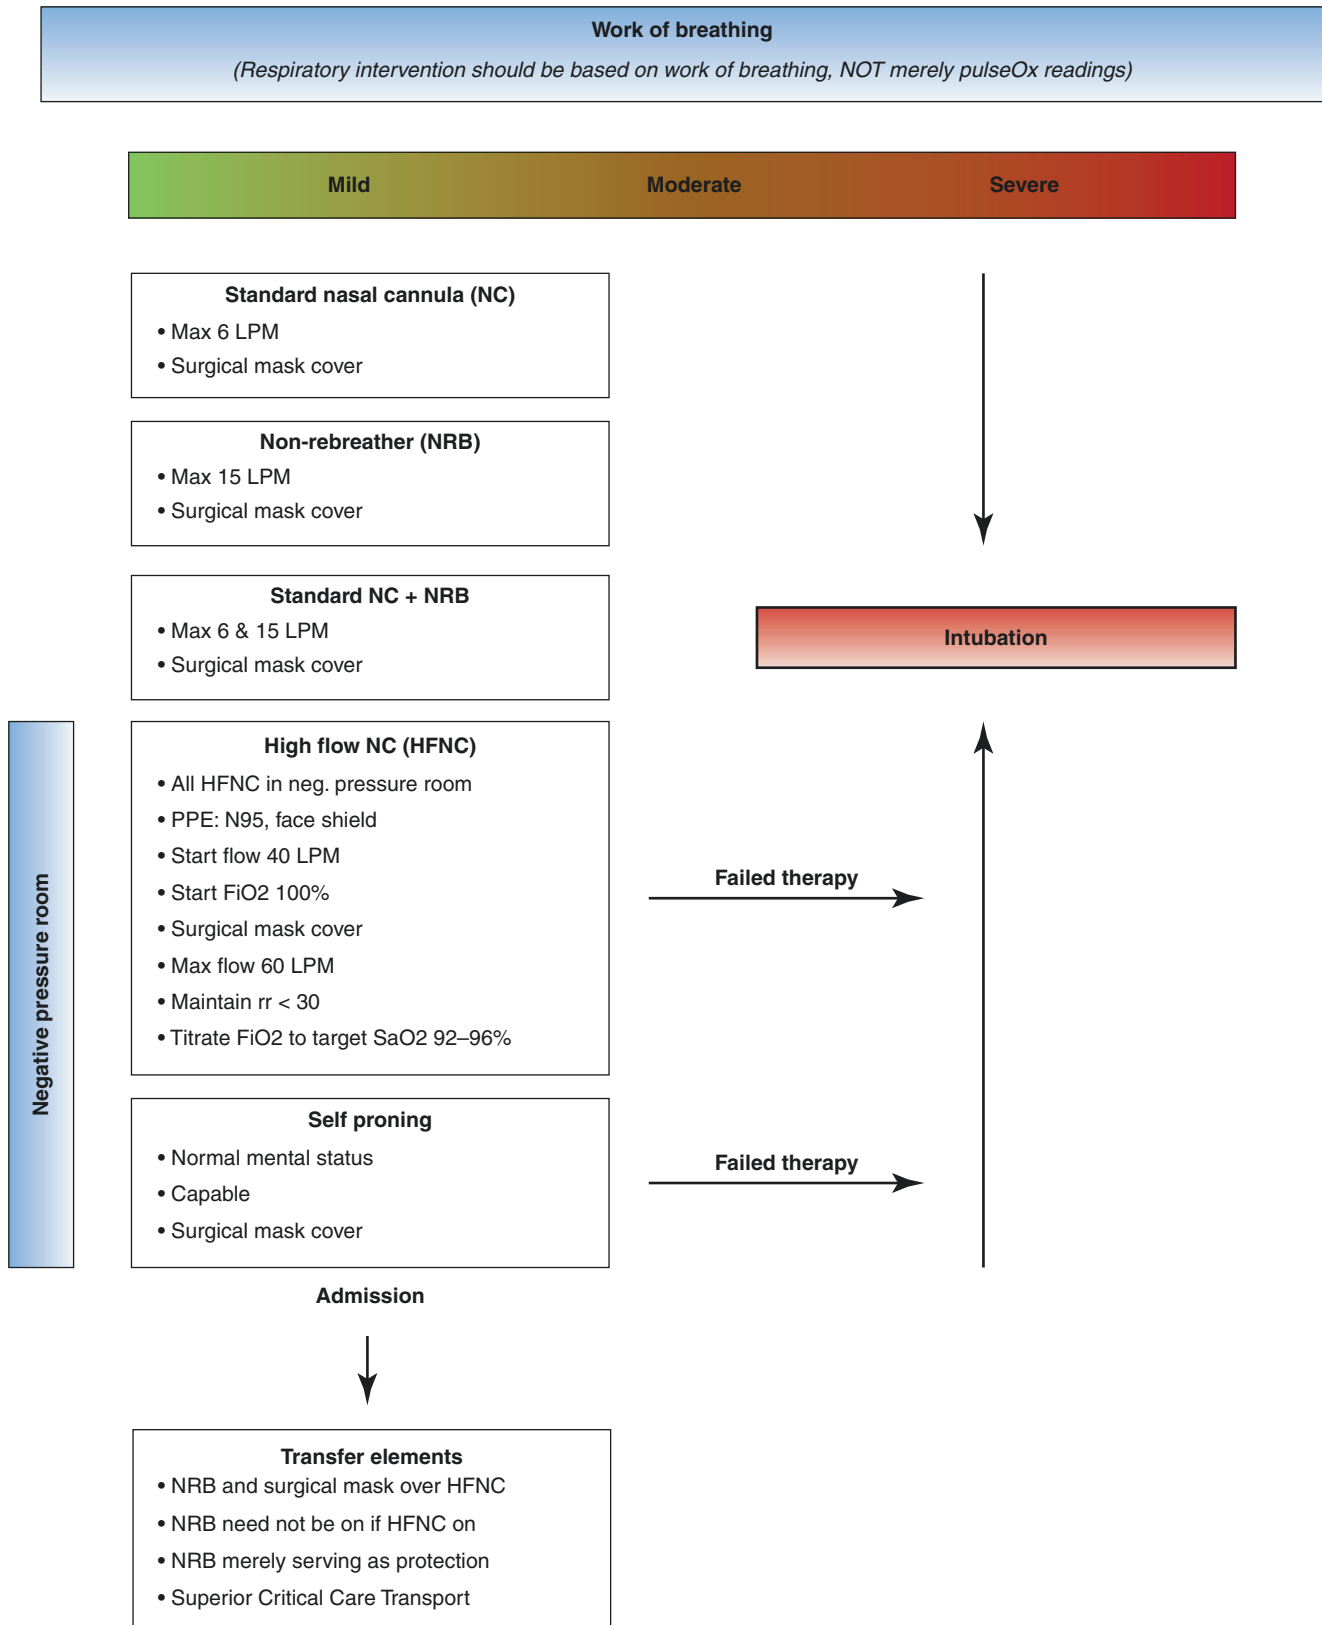 Work of breathing
(Respiratory intervention should be based on work of breathing, NOT merely pulseOx readings)
Mild
Moderate
Severe
Standard nasal cannula (NC)
• Max 6 LPM
• Surgical mask cover
Non-rebreather (NRB)
• Max 15 LPM
• Surgical mask cover
Standard NC + NRB
• Max 6 & 15 LPM
• Surgical mask cover
Intubation
Negative pressure room
High flow NC (HFNC)
• All HFNC in neg. pressure room
• PPE: N95, face shield
• Start flow 40 LPM
• Start FiO2 100%
• Surgical mask cover
• Max flow 60 LPM
• Maintain rr < 30
• Titrate FiO2 to target SaO2 92–96%
Failed therapy
Self proning
• Normal mental status
• Capable
• Surgical mask cover
Failed therapy
Admission
Transfer elements
• NRB and surgical mask over HFNC
• NRB need not be on if HFNC on
• NRB merely serving as protection
• Superior Critical Care Transport